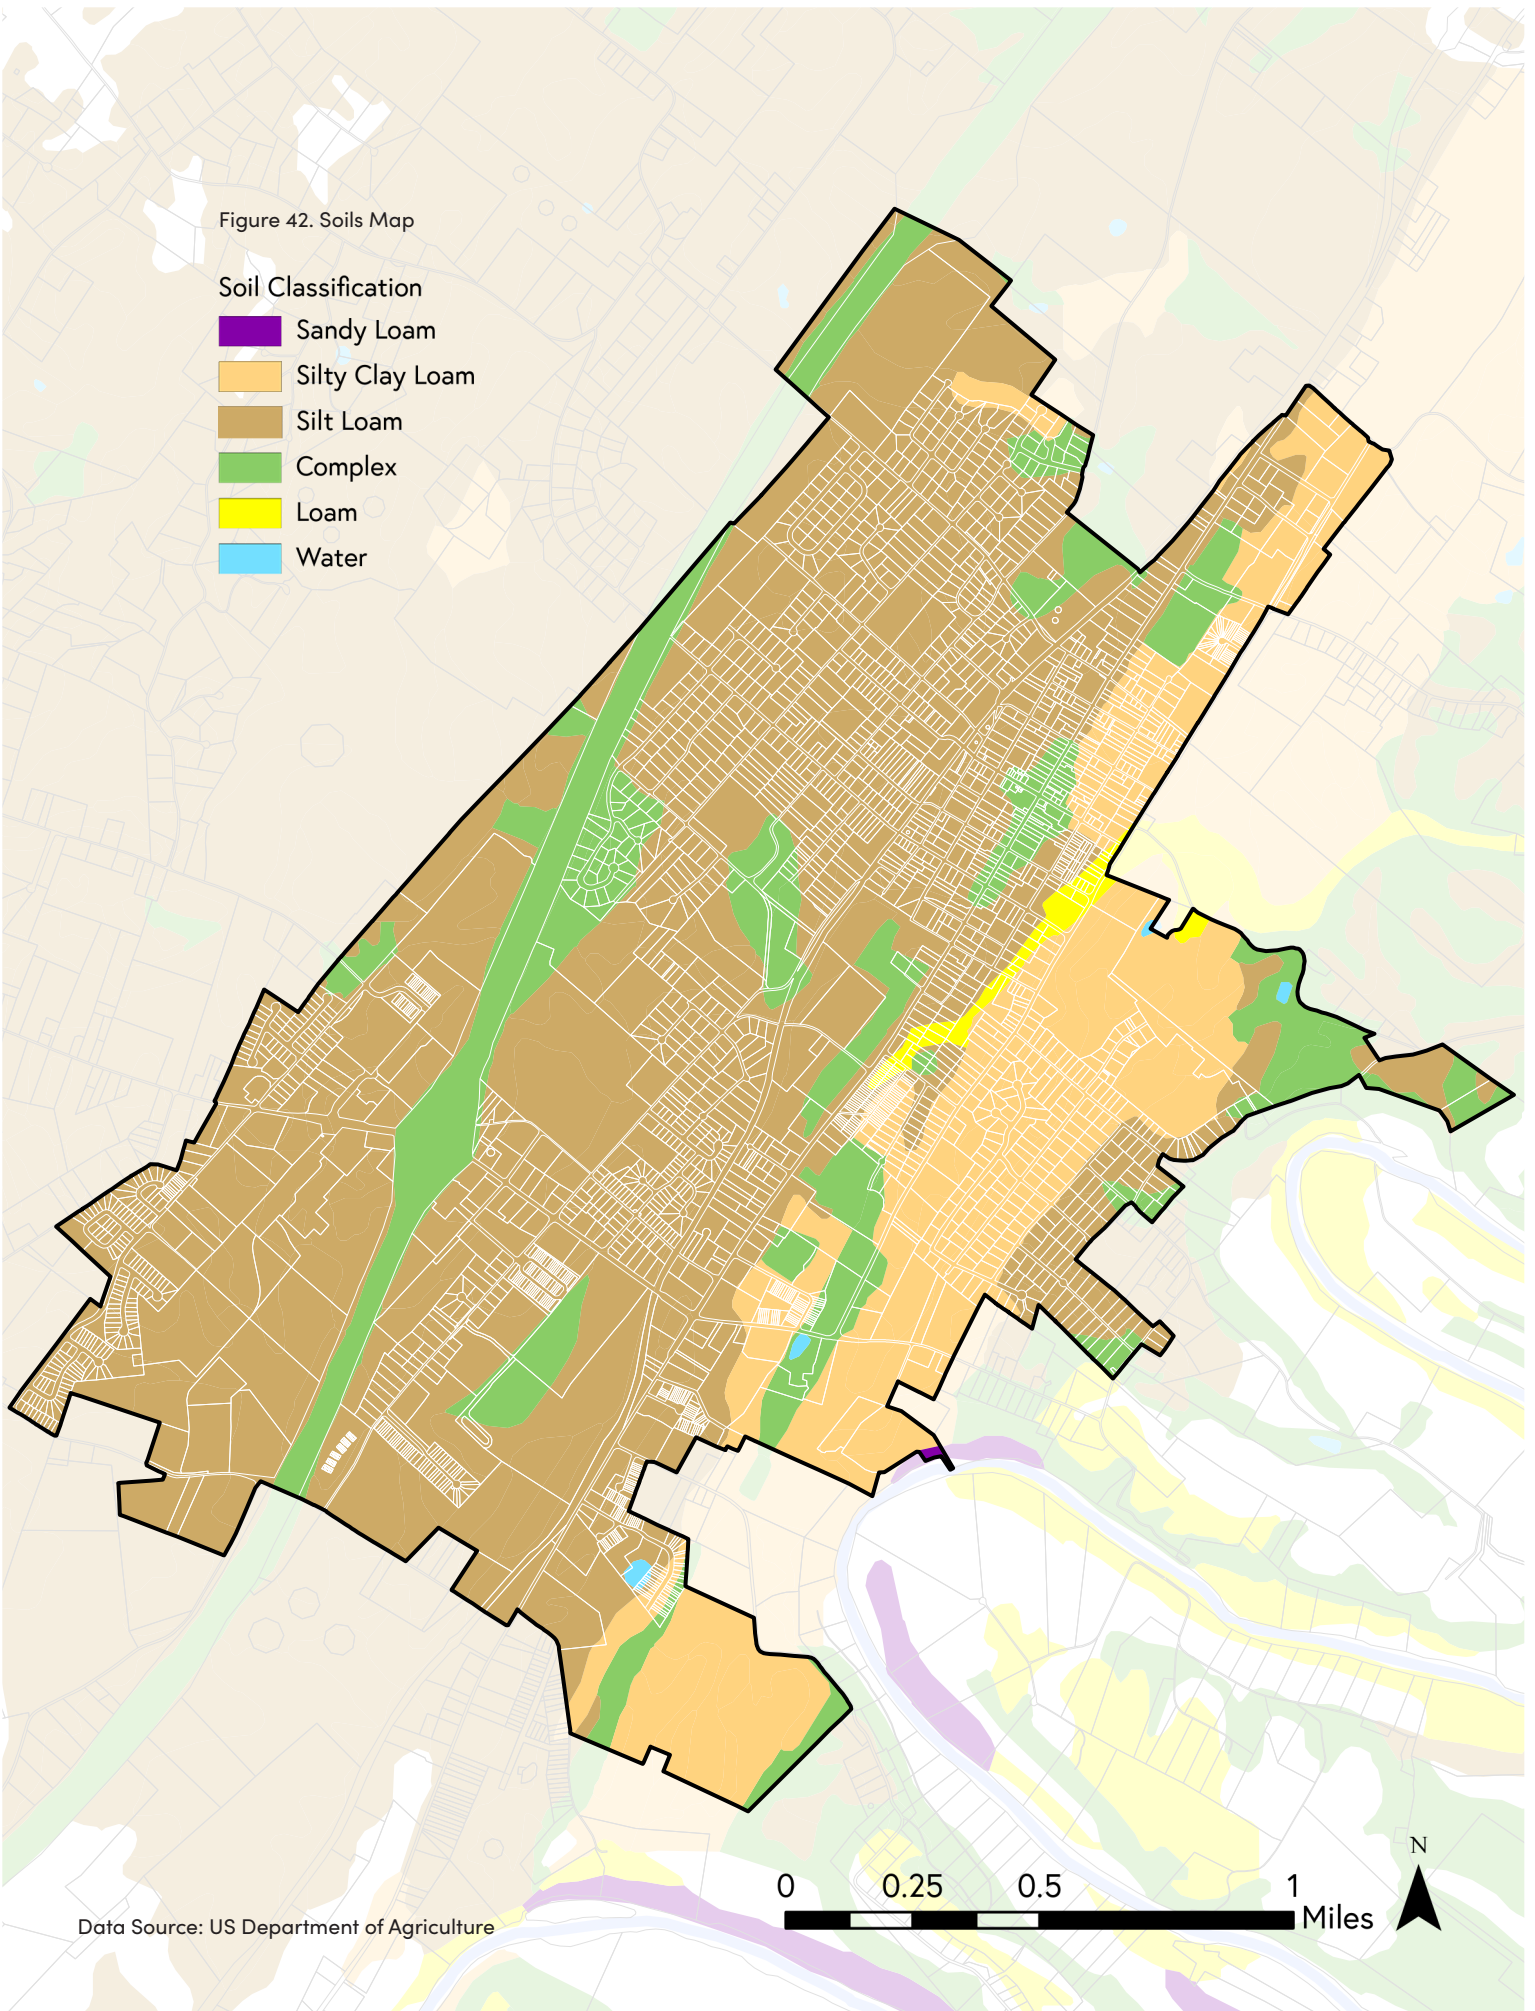 Figure 42. Soils Map
Soil Classification
Sandy Loam
Silty Clay Loam
Silt Loam
Complex
Loam
Water
N
0 0.25 0.5 1
Miles
Data Source: US Department of Agriculture